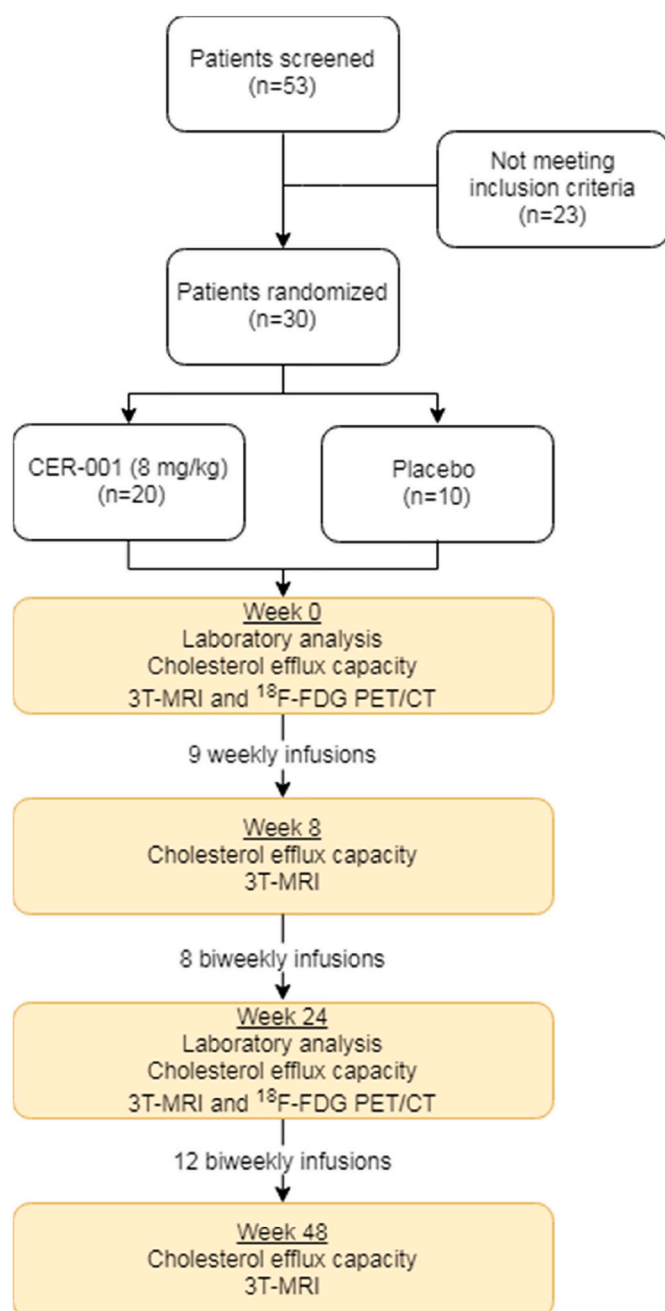 Patients screened
(n=53)
Not meeting
inclusion criteria
(n=23)
Patients randomized
(n=30)
CER-001 (8 mg/kg)
(n=20)
Placebo
(n=10)
Week 0
Laboratory analysis
Cholesterol efflux capacity
3T-MRI and ¹⁸F-FDG PET/CT
9 weekly infusions
Week 8
Cholesterol efflux capacity
3T-MRI
8 biweekly infusions
Week 24
Laboratory analysis
Cholesterol efflux capacity
3T-MRI and ¹⁸F-FDG PET/CT
12 biweekly infusions
Week 48
Cholesterol efflux capacity
3T-MRI